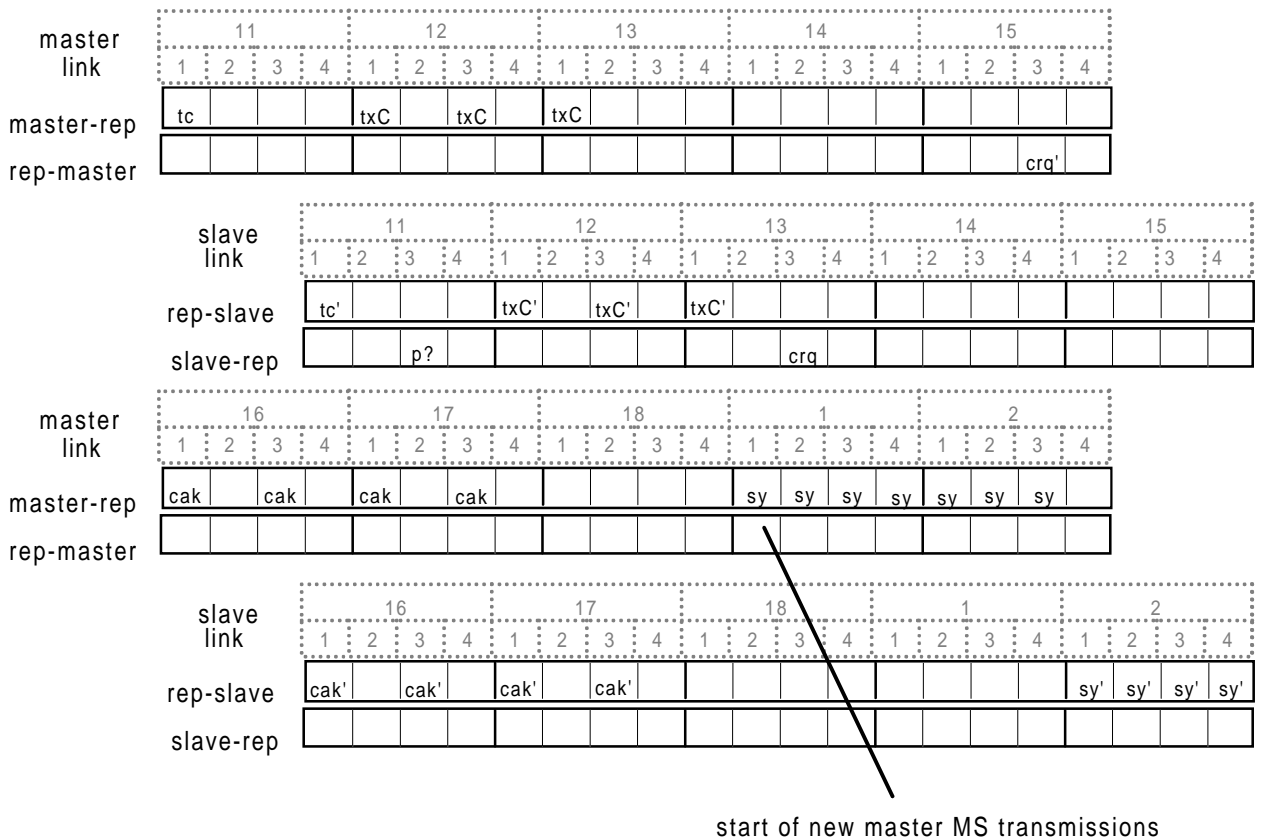 master link 11 12 13 14 15
1 2 3 4 1 2 3 4 1 2 3 4 1 2 3 4 1 2 3 4
master-rep tc txC txC txC
rep-master crq'
slave link 11 12 13 14 15
1 2 3 4 1 2 3 4 1 2 3 4 1 2 3 4 1 2 3 4
rep-slave tc' txC' txC' txC'
slave-rep p? crq
master link 16 17 18 1 2
1 2 3 4 1 2 3 4 1 2 3 4 1 2 3 4 1 2 3 4
master-rep cak cak cak cak sy sy sy sy sy sy sy
rep-master
slave link 16 17 18 1 2
1 2 3 4 1 2 3 4 1 2 3 4 1 2 3 4 1 2 3 4
rep-slave cak' cak' cak' cak' sy' sy' sy' sy'
slave-rep
start of new master MS transmissions